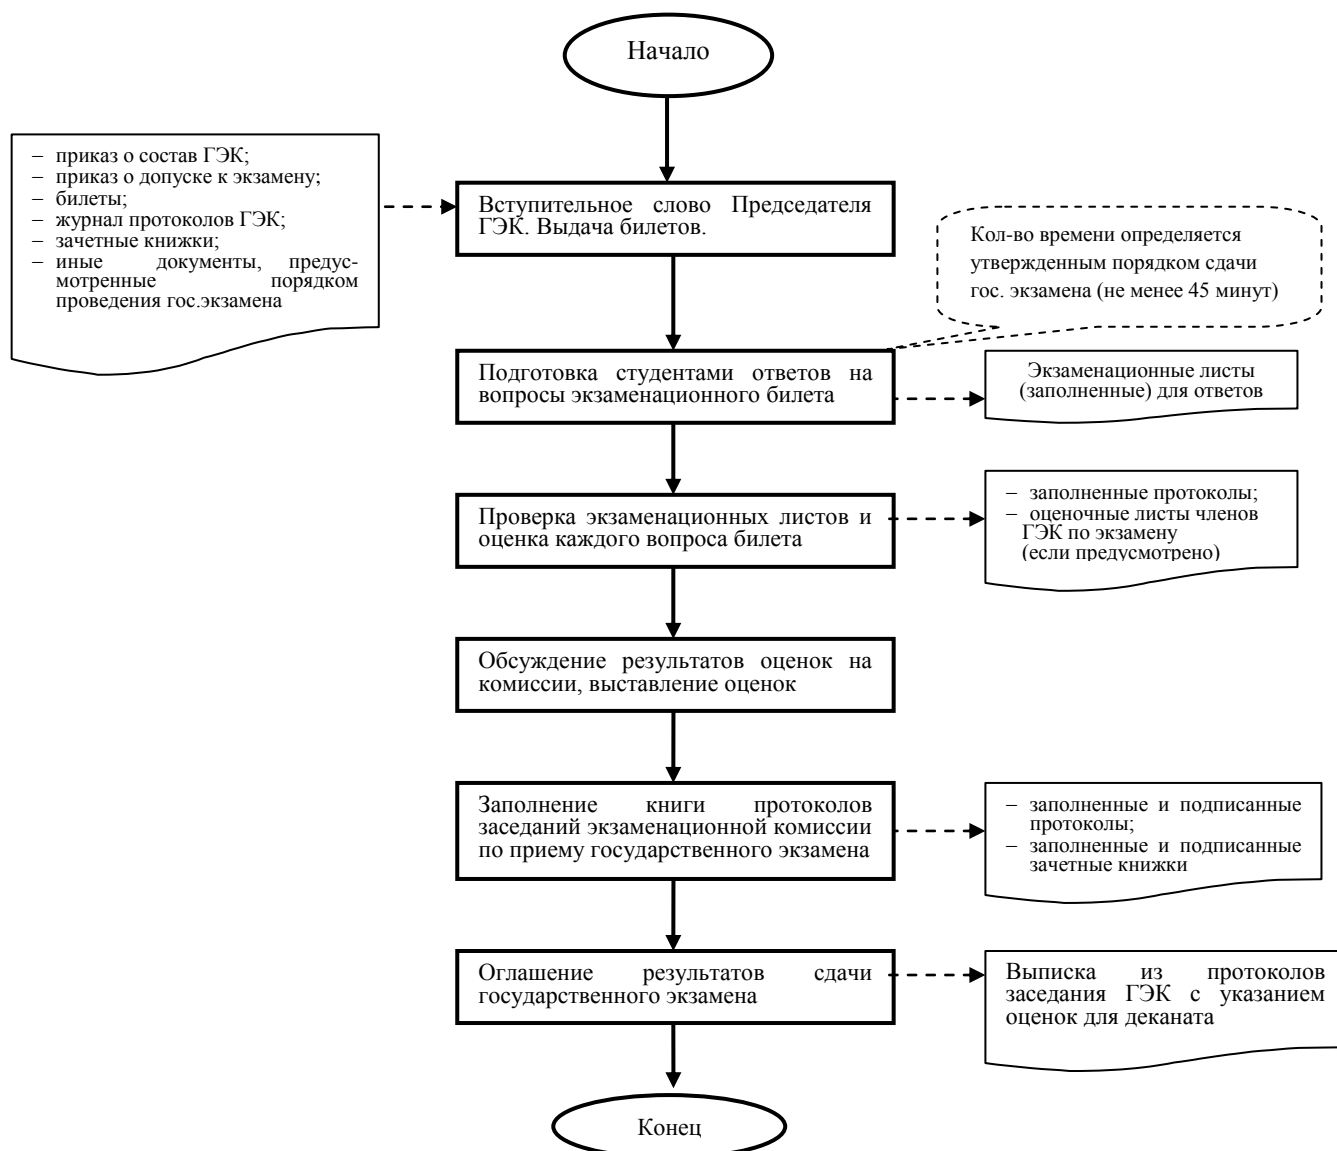 Начало
– приказ о состав ГЭК;
– приказ о допуске к экзамену;
– билеты;
– журнал протоколов ГЭК;
– зачетные книжки;
– иные документы, предус-
мотренные порядком
проведения гос.экзамена
Вступительное слово Председателя
ГЭК. Выдача билетов.
Кол-во времени определяется
утвержденным порядком сдачи
гос. экзамена (не менее 45 минут)
Подготовка студентами ответов на
вопросы экзаменационного билета
Экзаменационные листы
(заполненные) для ответов
Проверка экзаменационных листов и
оценка каждого вопроса билета
– заполненные протоколы;
– оценочные листы членов
ГЭК по экзамену
(если предусмотрено)
Обсуждение результатов оценок на
комиссии, выставление оценок
Заполнение книги протоколов
заседаний экзаменационной комиссии
по приему государственного экзамена
– заполненные и подписанные
протоколы;
– заполненные и подписанные
зачетные книжки
Оглашение результатов сдачи
государственного экзамена
Выписка из протоколов
заседания ГЭК с указанием
оценок для деканата
Конец